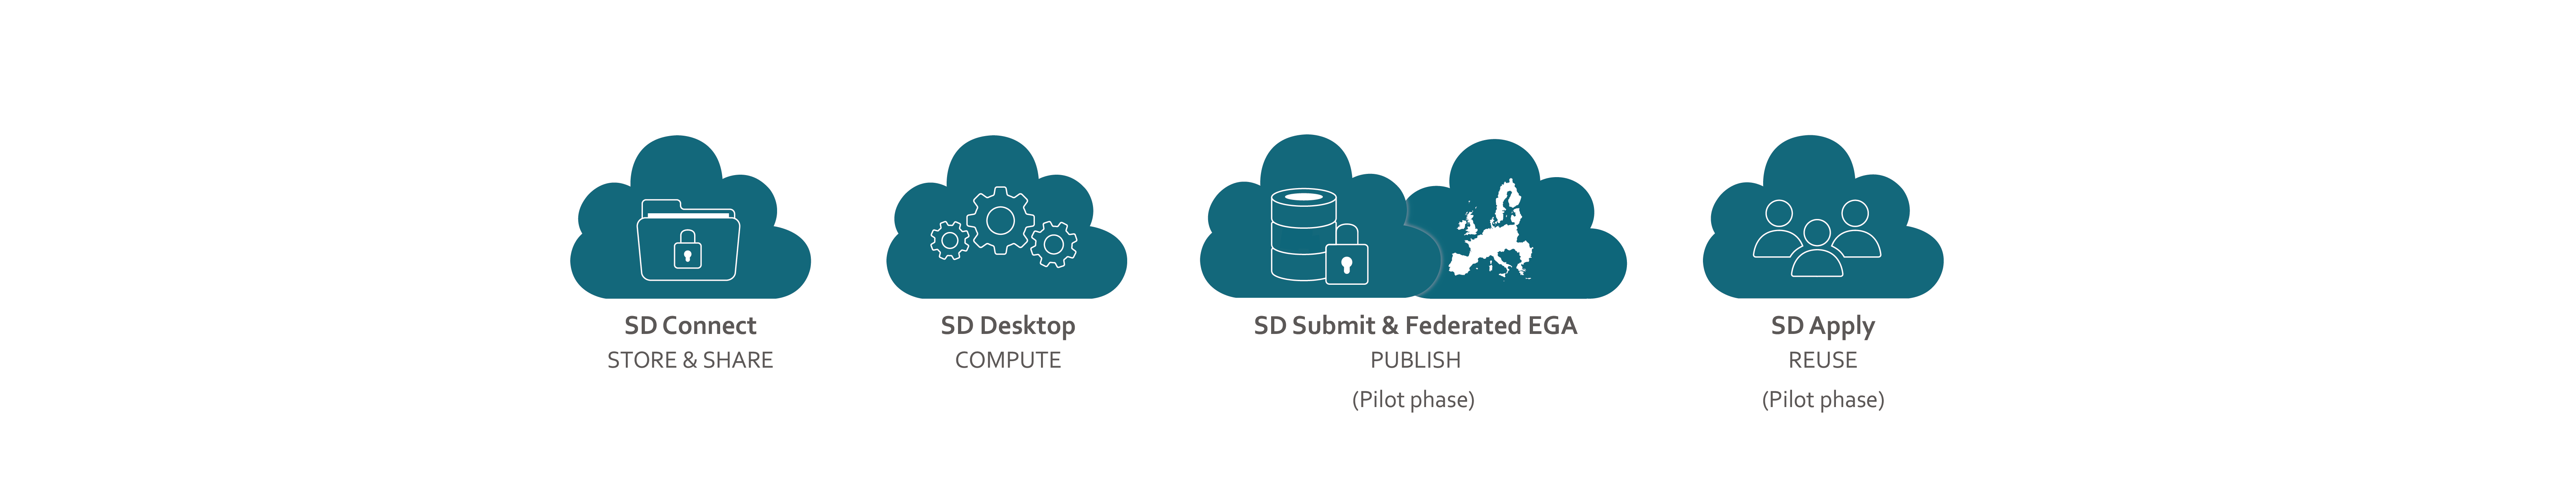 SD Connect
STORE & SHARE
SD Desktop
COMPUTE
SD Submit & Federated EGA
PUBLISH
(Pilot phase)
SD Apply
REUSE
(Pilot phase)